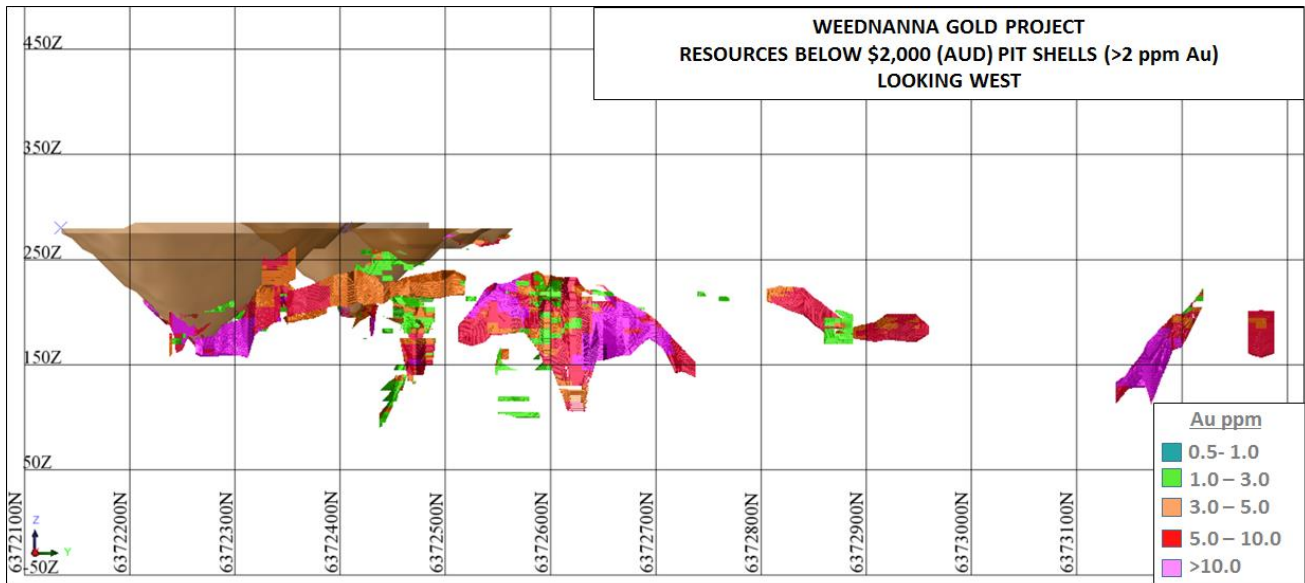 WEEDNANNA GOLD PROJECT
RESOURCES BELOW $2,000 (AUD) PIT SHELLS (>2 ppm Au)
LOOKING WEST
450Z
350Z
250Z
150Z
50Z
-50Z
6372100N
6372200N
6372300N
6372400N
6372500N
6372600N
6372700N
6372800N
6372900N
6373000N
6373100N
Z
Y
Au ppm
0.5- 1.0
1.0 – 3.0
3.0 – 5.0
5.0 – 10.0
>10.0